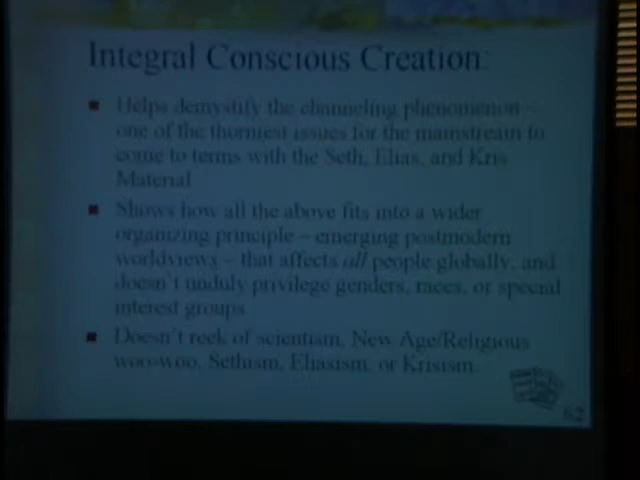 Integral Conscious Creation:
Helps demystify the channeling phenomenon –
one of the thorniest issues for the mainstream to
come to terms with the Seth, Elias, and Kris
Material
Shows how all the above fits into a wider
organizing principle – emerging postmodern
worldviews – that affects all people globally, and
doesn't unduly privilege genders, races, or special
interest groups
Doesn't reek of scientism, New Age/Religious
woo-woo, Sethism, Eliasism, or Krisism.
62